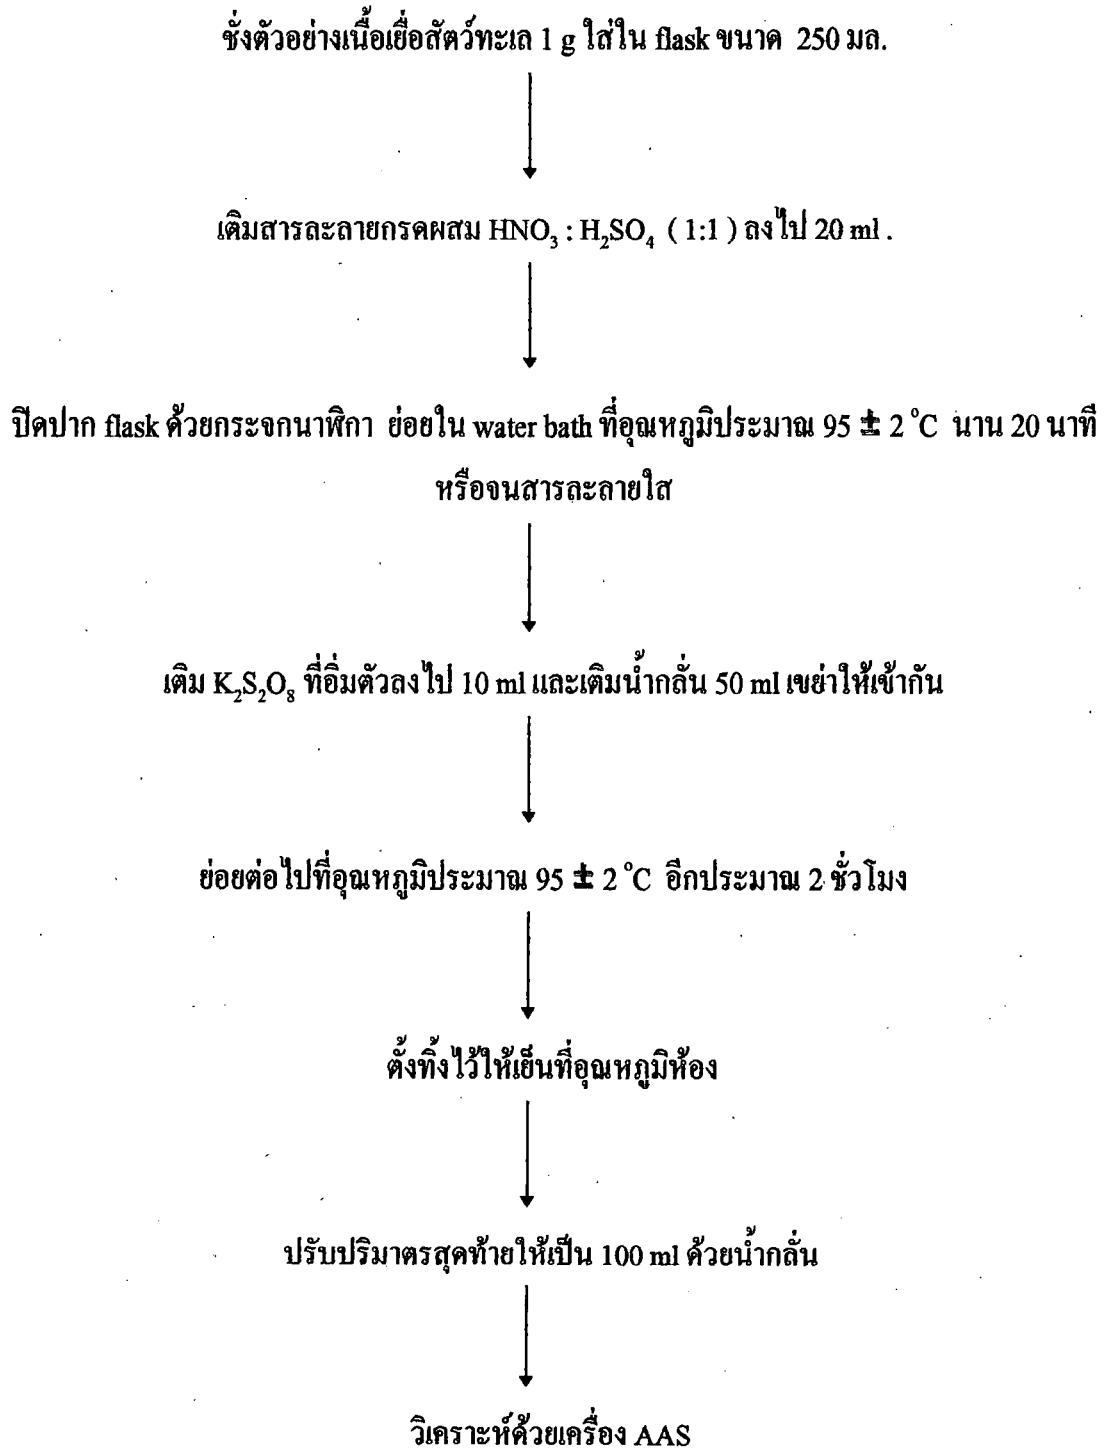 ชั่งตัวอย่างเนื้อเยื่อสัตว์ทะเล 1 g ใส่ใน flask ขนาด 250 มล.
เติมสารละลายกรดผสม HNO₃ : H₂SO₄ ( 1:1 ) ลงไป 20 ml .
ปิดปาก flask ด้วยกระจกนาฬิกา ย่อยใน water bath ที่อุณหภูมิประมาณ 95 ± 2 °C นาน 20 นาที
หรือจนสารละลายใส
เติม K₂S₂O₈ ที่อิ่มตัวลงไป 10 ml และเติมน้ำกลั่น 50 ml เขย่าให้เข้ากัน
ย่อยต่อไปที่อุณหภูมิประมาณ 95 ± 2 °C อีกประมาณ 2 ชั่วโมง
ตั้งทิ้งไว้ให้เย็นที่อุณหภูมิห้อง
ปรับปริมาตรสุดท้ายให้เป็น 100 ml ด้วยน้ำกลั่น
วิเคราะห์ด้วยเครื่อง AAS